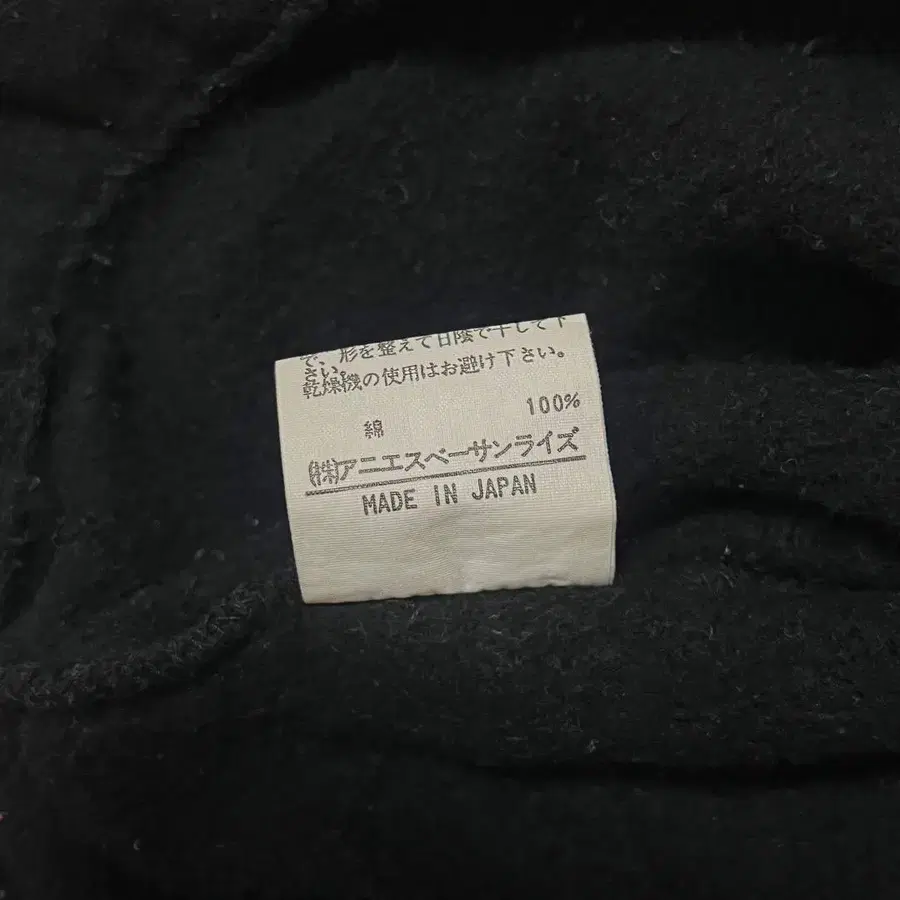 で、形を整えて日陰で干して下
さい。
乾燥機の使用はお避け下さい。
綿 100%
(株)アニエスベーサンライズ
MADE IN JAPAN